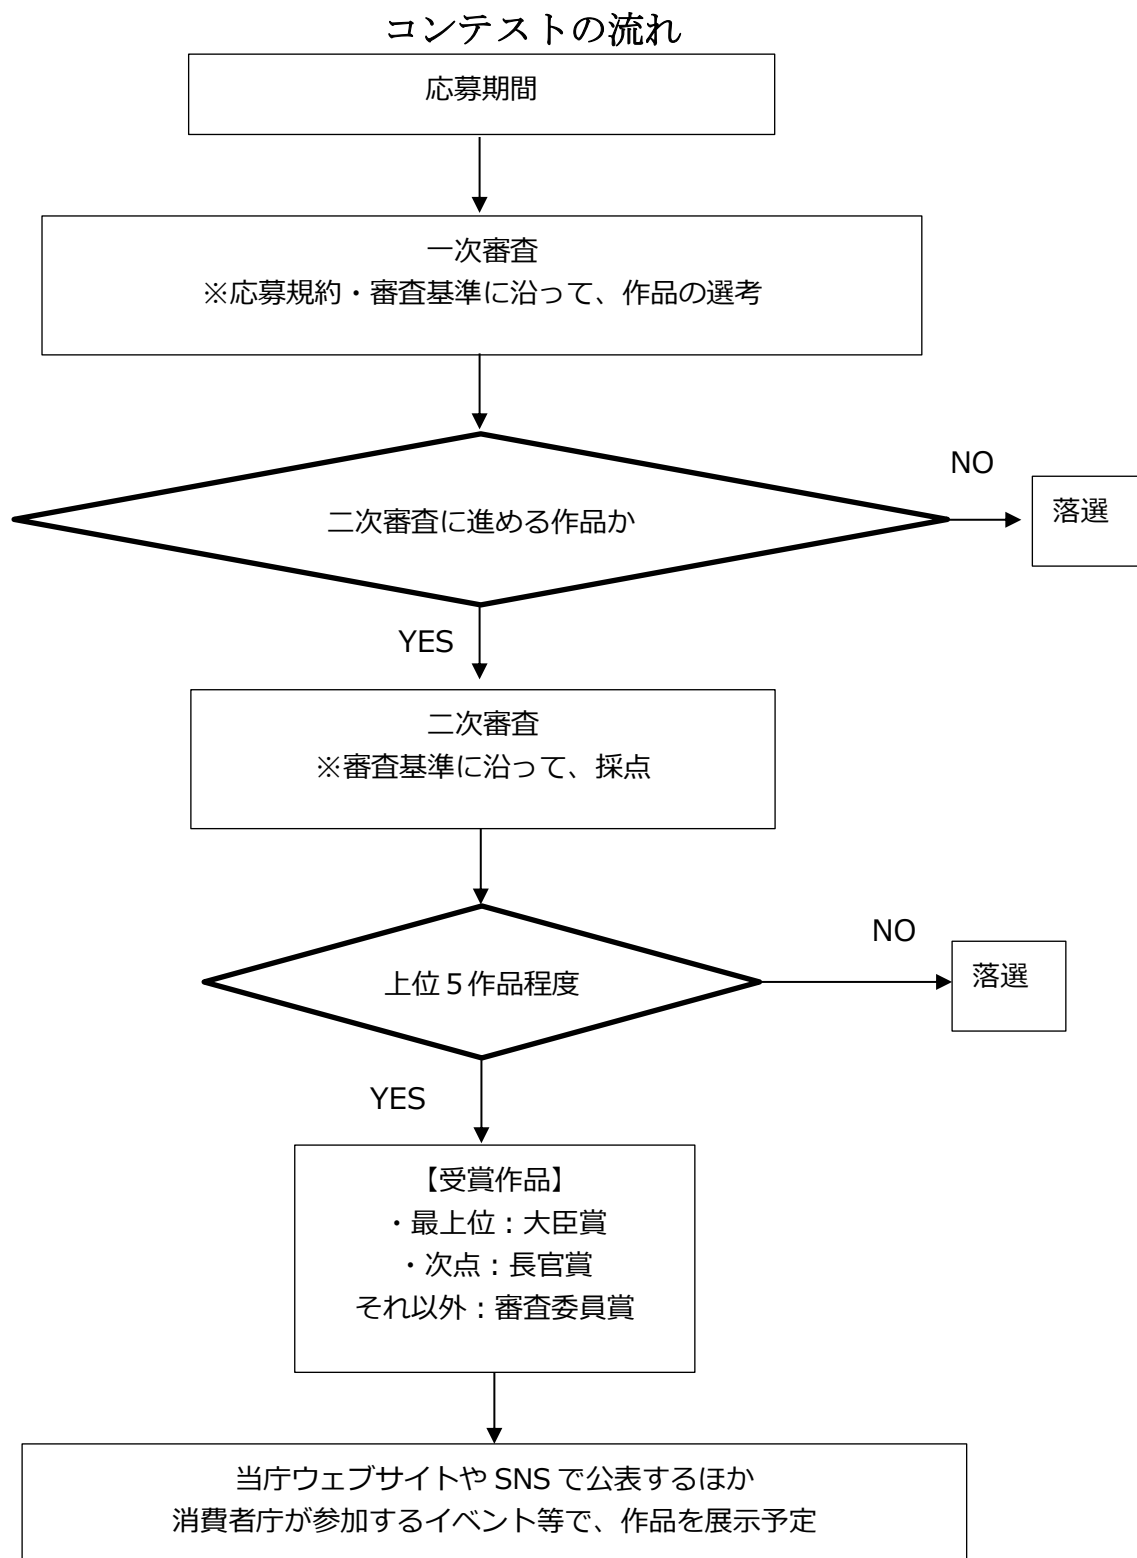 コンテストの流れ
応募期間
一次審査
※応募規約・審査基準に沿って、作品の選考
二次審査に進める作品か
NO
落選
YES
二次審査
※審査基準に沿って、採点
上位５作品程度
NO
落選
YES
【受賞作品】
・最上位：大臣賞
・次点：長官賞
それ以外：審査委員賞
当庁ウェブサイトや SNS で公表するほか
消費者庁が参加するイベント等で、作品を展示予定